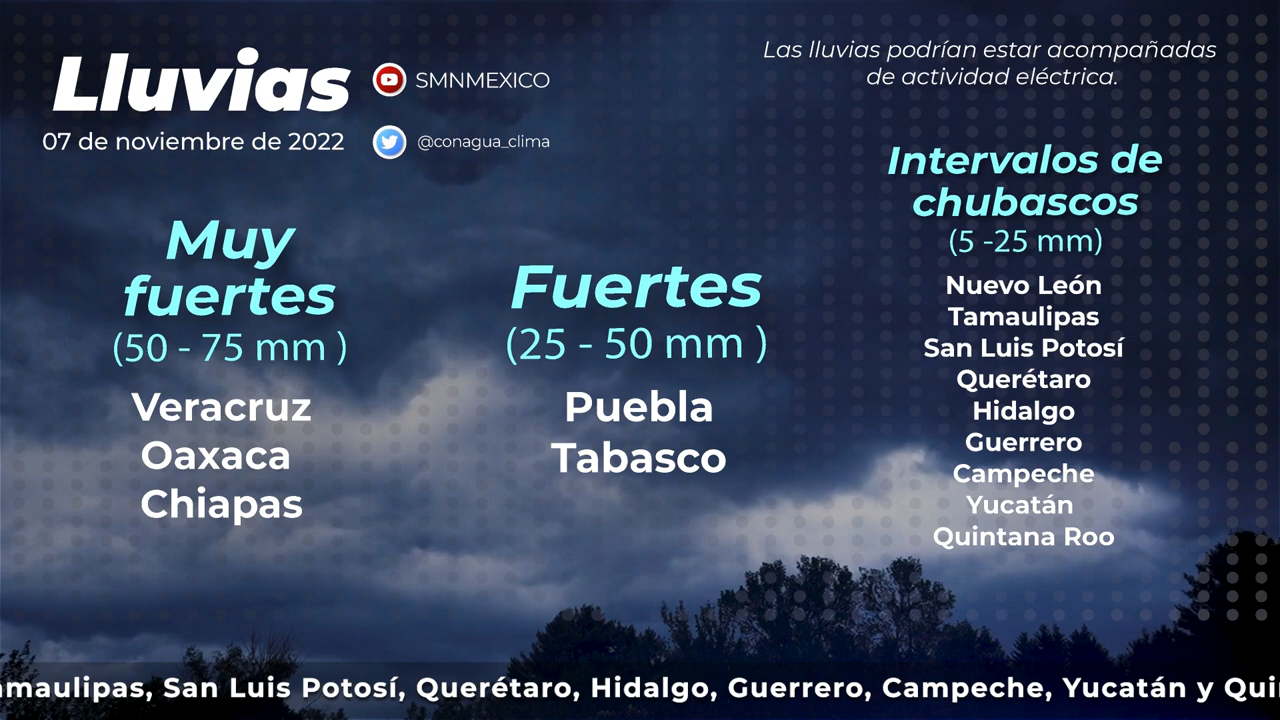 Lluvias
07 de noviembre de 2022
SMNMEXICO
@conagua_clima
Las lluvias podrían estar acompañadas
de actividad eléctrica.
Muy
fuertes
(50 - 75 mm )
Veracruz
Oaxaca
Chiapas
Fuertes
(25 - 50 mm )
Puebla
Tabasco
Intervalos de
chubascos
(5 -25 mm)
Nuevo León
Tamaulipas
San Luis Potosí
Querétaro
Hidalgo
Guerrero
Campeche
Yucatán
Quintana Roo
amaulipas, San Luis Potosí, Querétaro, Hidalgo, Guerrero, Campeche, Yucatán y Qui